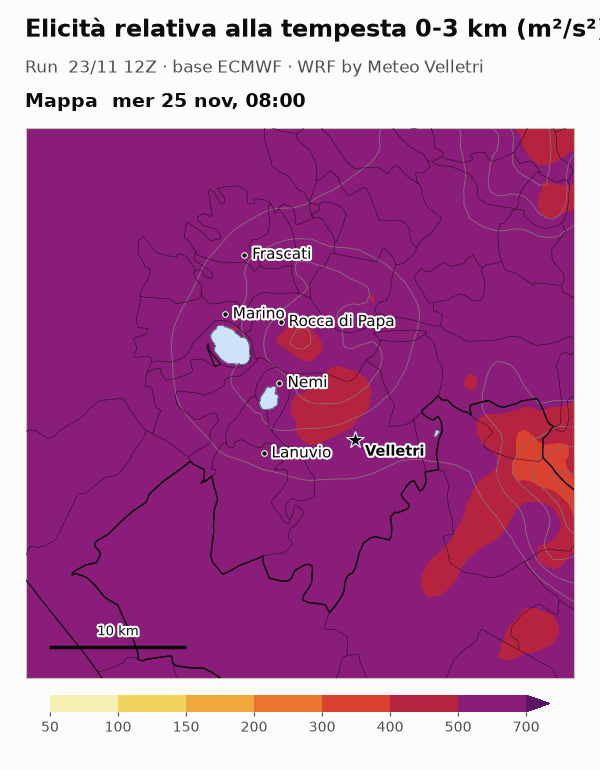 Elicità relativa alla tempesta 0-3 km (m²/s²)
Run 23/11 12Z · base ECMWF · WRF by Meteo Velletri
Mappa mer 25 nov, 08:00
Frascati
Marino
Rocca di Papa
Nemi
Velletri
Lanuvio
10 km
50 100 150 200 300 400 500 700